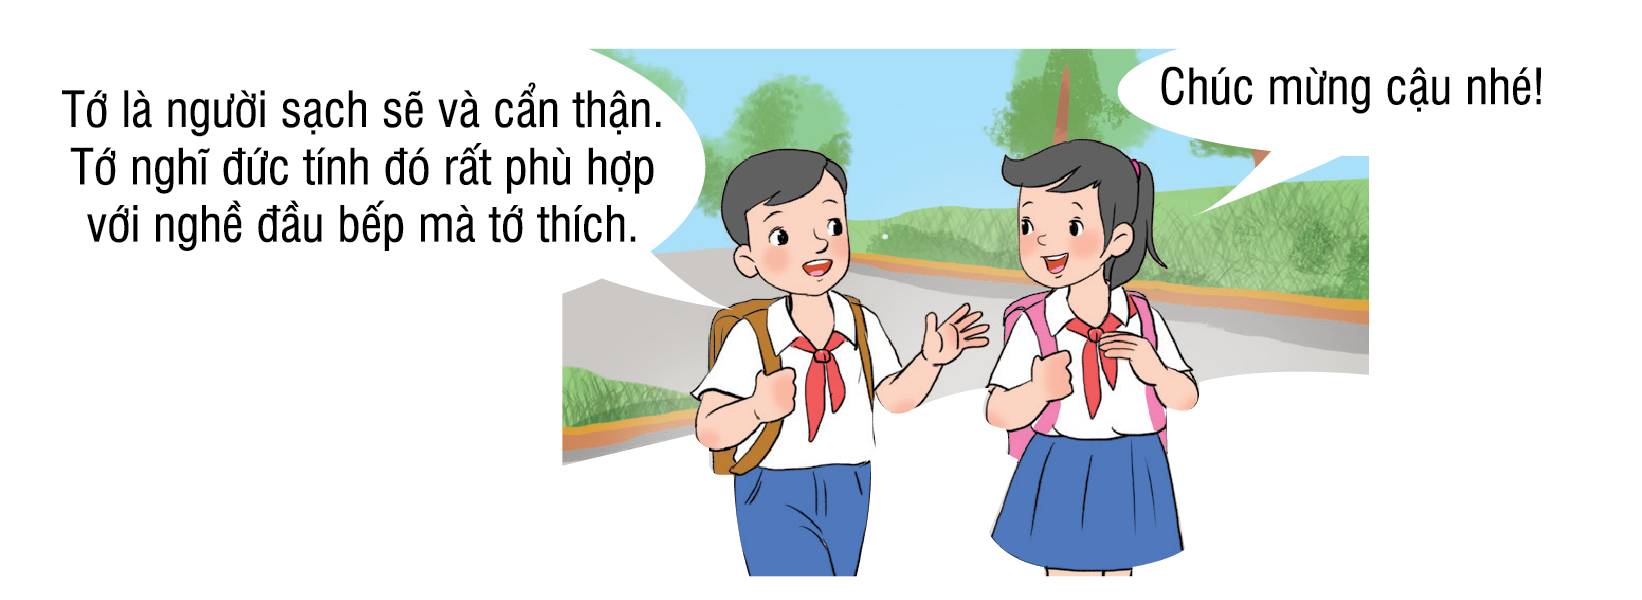 Tớ là người sạch sẽ và cẩn thận.
Tớ nghĩ đức tính đó rất phù hợp
với nghề đầu bếp mà tớ thích.
Chúc mừng cậu nhé!